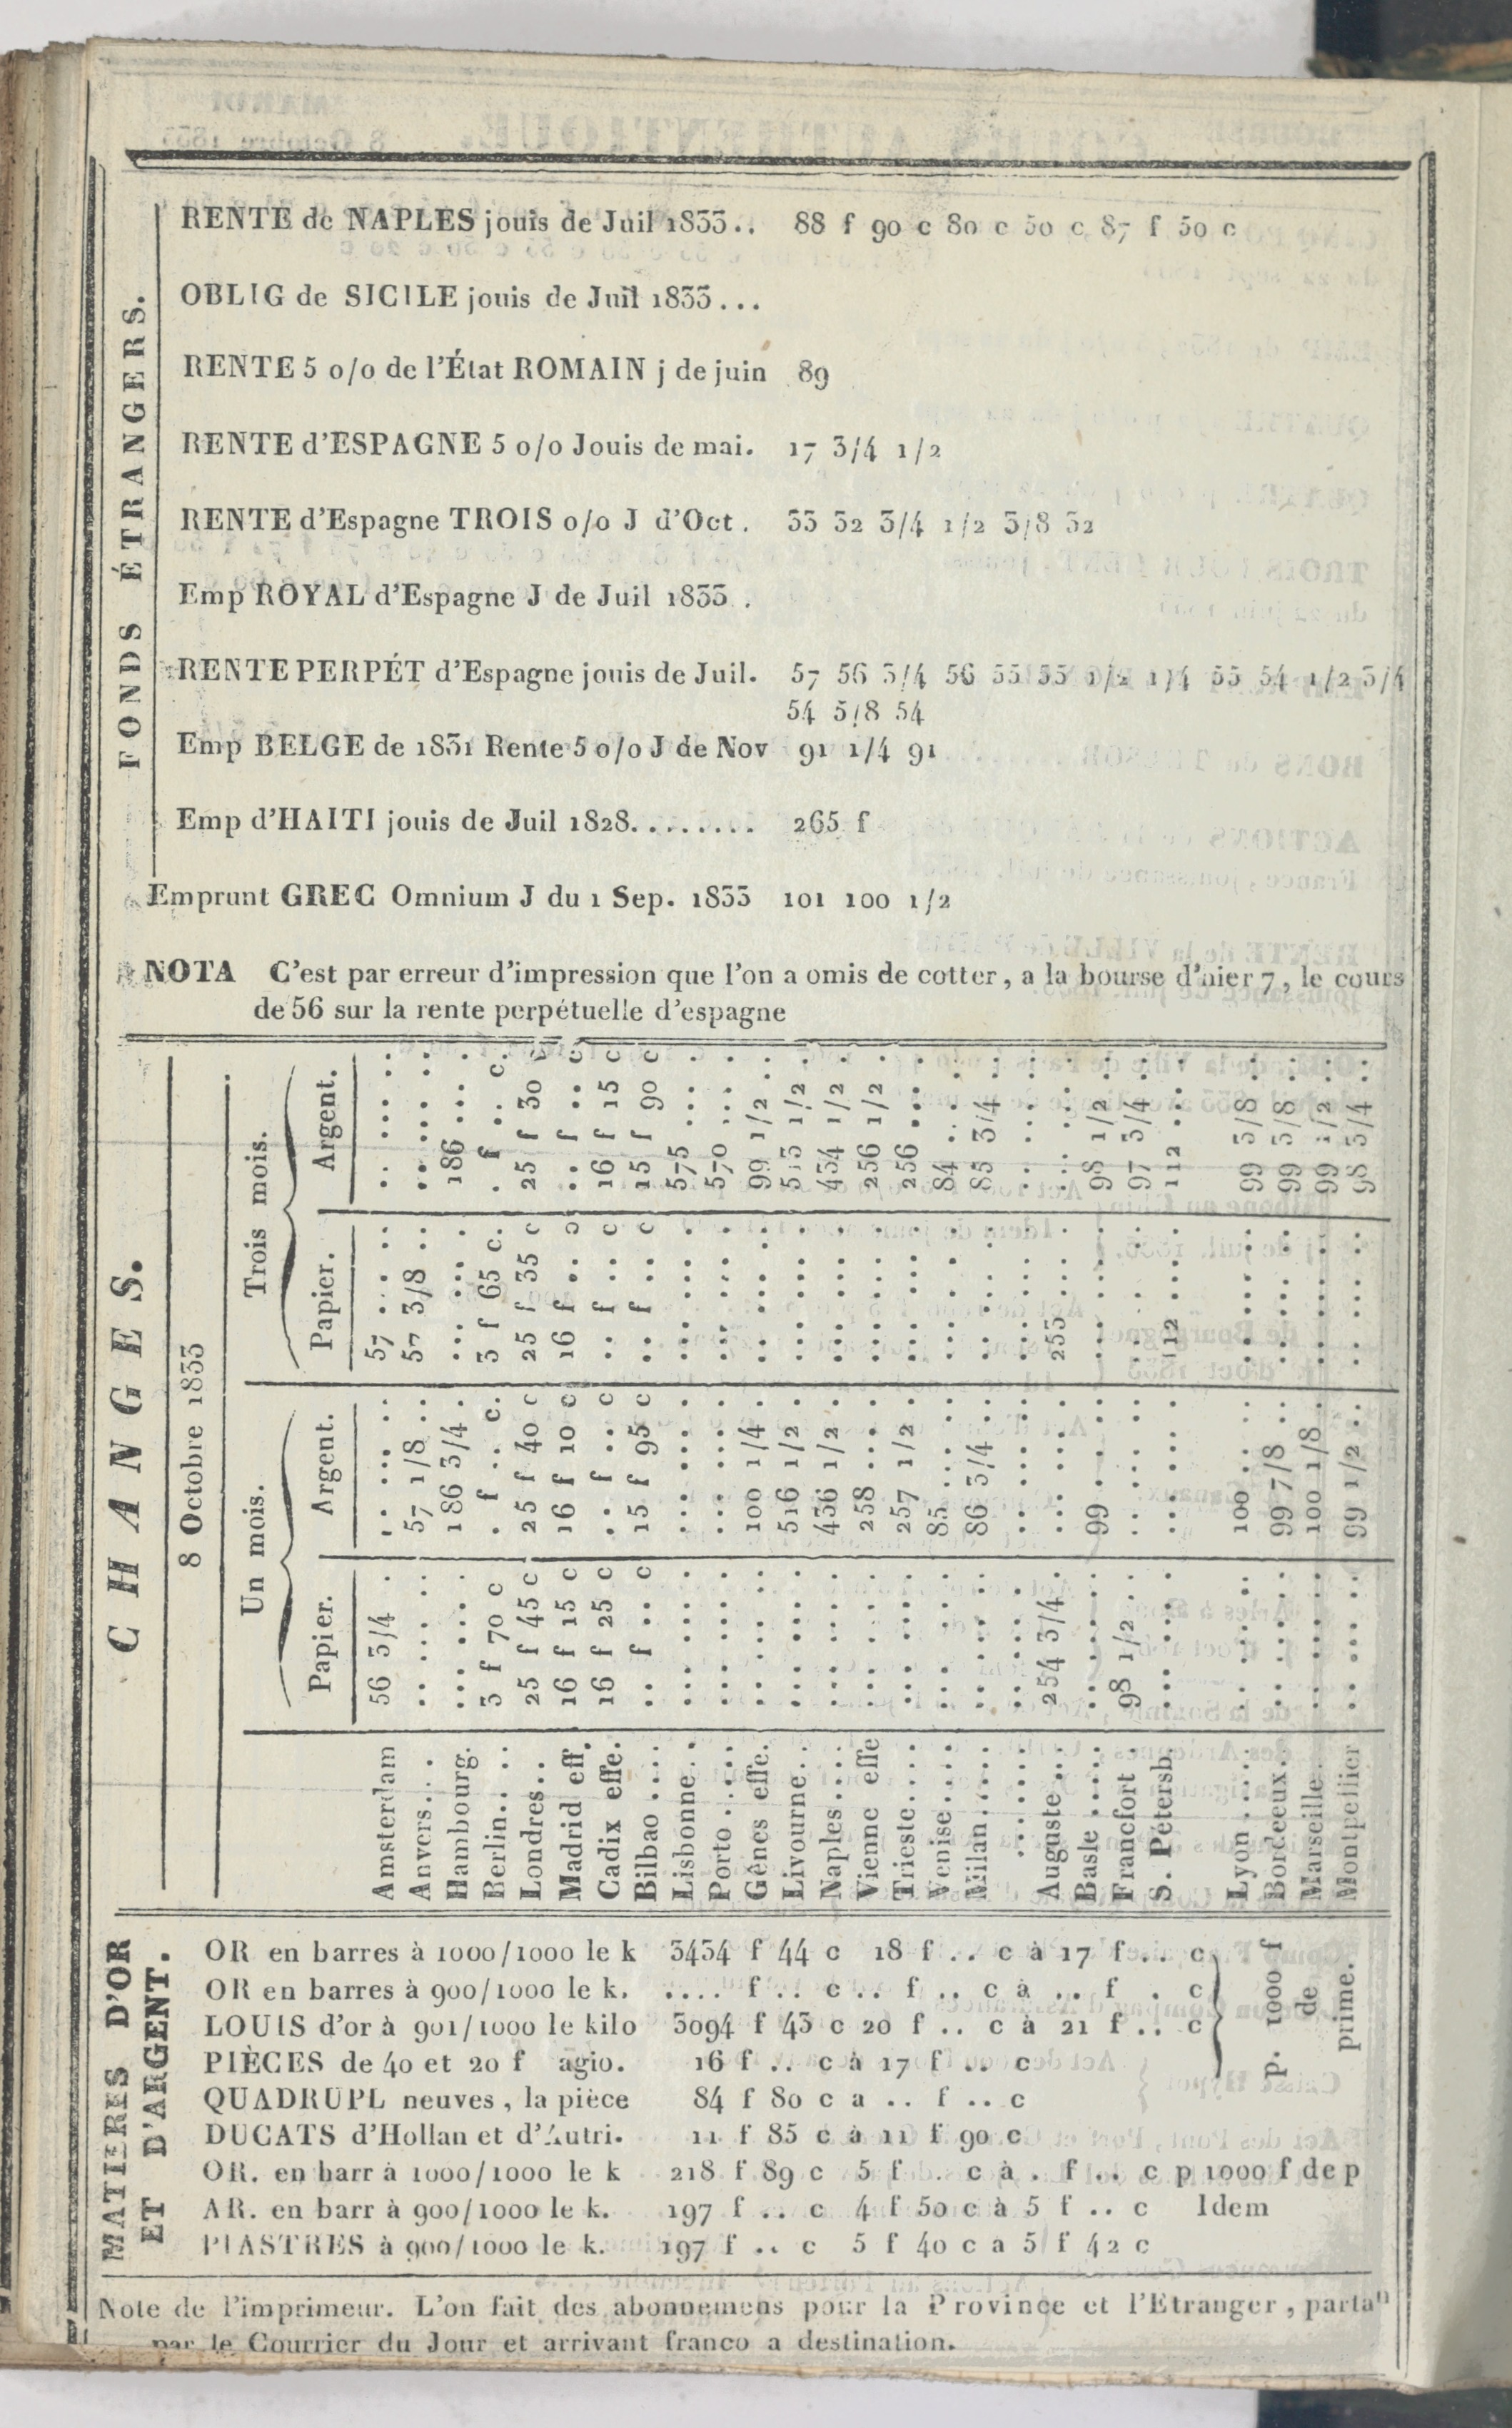 FONDS ÉTRANGERS.
RENTE de NAPLES jouis de Juil 1833.. 88 f 90 c 80 c 50 c 87 f 50 c
OBLIG de SICILE jouis de Juil 1833...
RENTE 5 o/o de l'État ROMAIN j de juin 89
RENTE d'ESPAGNE 5 o/o Jouis de mai. 17 3/4 1/2
RENTE d'Espagne TROIS o/o J d'Oct. 33 32 3/4 1/2 3/8 32
Emp ROYAL d'Espagne J de Juil 1833 .
RENTE PERPÉT d'Espagne jouis de Juil. 57 56 3/4 56 55 55 1/2 1/4 55 54 1/2 3/4
54 5/8 54
Emp BELGE de 1831 Rente 5 o/o J de Nov 91 1/4 91
Emp d'HAITI jouis de Juil 1828........ 265 f
Emprunt GREC Omnium J du 1 Sep. 1833 101 100 1/2
NOTA C'est par erreur d'impression que l'on a omis de cotter, a la bourse d'hier 7, le cours
de 56 sur la rente perpétuelle d'espagne
CHANGES.
8 Octobre 1833
Un mois. Trois mois.
Papier. Argent. Papier. Argent.
Amsterdam 56 3/4 . .. .... .. 57 .... .. .. .... ..
Anvers... . .. .... .. 57 1/8 .. 57 3/8 .. .. .... ..
Hambourg. ... ... . 186 3/4 . ... ... . 186 ... .
Berlin.. .. 3 f 70 c . f .. c. 3 f 65 c. . f .. c.
Londres... 25 f 45 c 25 f 40 c 25 f 35 c 25 f 30 c
Madrid eff. 16 f 15 c 16 f 10 c 16 f .. c .. f .. c
Cadix effe. 16 f 25 c .. f .. c .. f .. c 16 f 15 c
Bilbao .... .. f .. c 15 f 95 c .. f .. c 15 f 90 c
Lisbonne.. ... ... . ... ... . ... ... . 575 ... .
Porto ..... ... ... . ... ... . ... ... . 570 ... .
Gênes effe. .. .... .. 100 1/4 . .. ... .. 99 1/2 ..
Livourne.. ... ... . 516 1/2 . ... ... . 513 1/2 .
Naples.... ... ... . 436 1/2 . ... ... . 434 1/2 .
Vienne effe ... ... . 258 ... . ... ... . 256 1/2 .
Trieste.... ... ... . 257 1/2 . ... ... . 256 ... .
Venise.... .. ... .. 85 .... .. .. ... . 84 .. ..
Milan..... .. ... .. 86 3/4 .. .. ... .. 85 3/4 ..
....... ... ... . ... ... . ... ... . .. ... ..
Auguste ... 254 3/4 . ... ... . 255 ... . ... ... .
Basle ..... .. .... .. 99 .. .. .. ... .. 98 1/2 ..
Francfort .. 98 1/2 .. .. ... .. .. ... .. 97 3/4 ..
S. Pétersb. ... ... . ... ... . 112 ... . 112 .. .
Lyon ..... .. .... .. 100 .. .. .. .... .. 99 3/8 ..
Bordeeux.. .. .... .. 99 7/8 .. .. .... .. 99 3/8 ..
Marseille.. .. .... .. 100 1/8 . .. .... .. 99 1/2 ..
Montpellier .. .... .. 99 1/2 .. .. .... .. 98 3/4 ..
MATIERES D'OR
ET D'ARGENT.
OR en barres à 1000/1000 le k 3434 f 44 c 18 f .. c à 17 f .. c
OR en barres à 900/1000 le k. .... f .. c .. f .. c à .. f . c
LOUIS d'or à 901/1000 le kilo 3094 f 43 c 20 f .. c à 21 f .. c
p. 1000 f
de
prime.
PIÈCES de 40 et 20 f agio. 16 f .. c à 17 f .. c
QUADRUPL neuves, la pièce 84 f 80 c a .. f .. c
DUCATS d'Hollan et d'Autri. 11 f 85 c à 11 f 90 c
OR. en barr à 1000/1000 le k 218 f 89 c 5 f .. c à . f .. c p 1000 f de p
AR. en barr à 900/1000 le k. 197 f .. c 4 f 50 c à 5 f .. c Idem
PIASTRES à 900/1000 le k. 197 f .. c 5 f 40 c a 5 f 42 c
Note de l'imprimeur. L'on fait des abonnemens pour la Province et l'Etranger, parta<sup>n</sup>
par le Courrier du Jour et arrivant franco a destination.